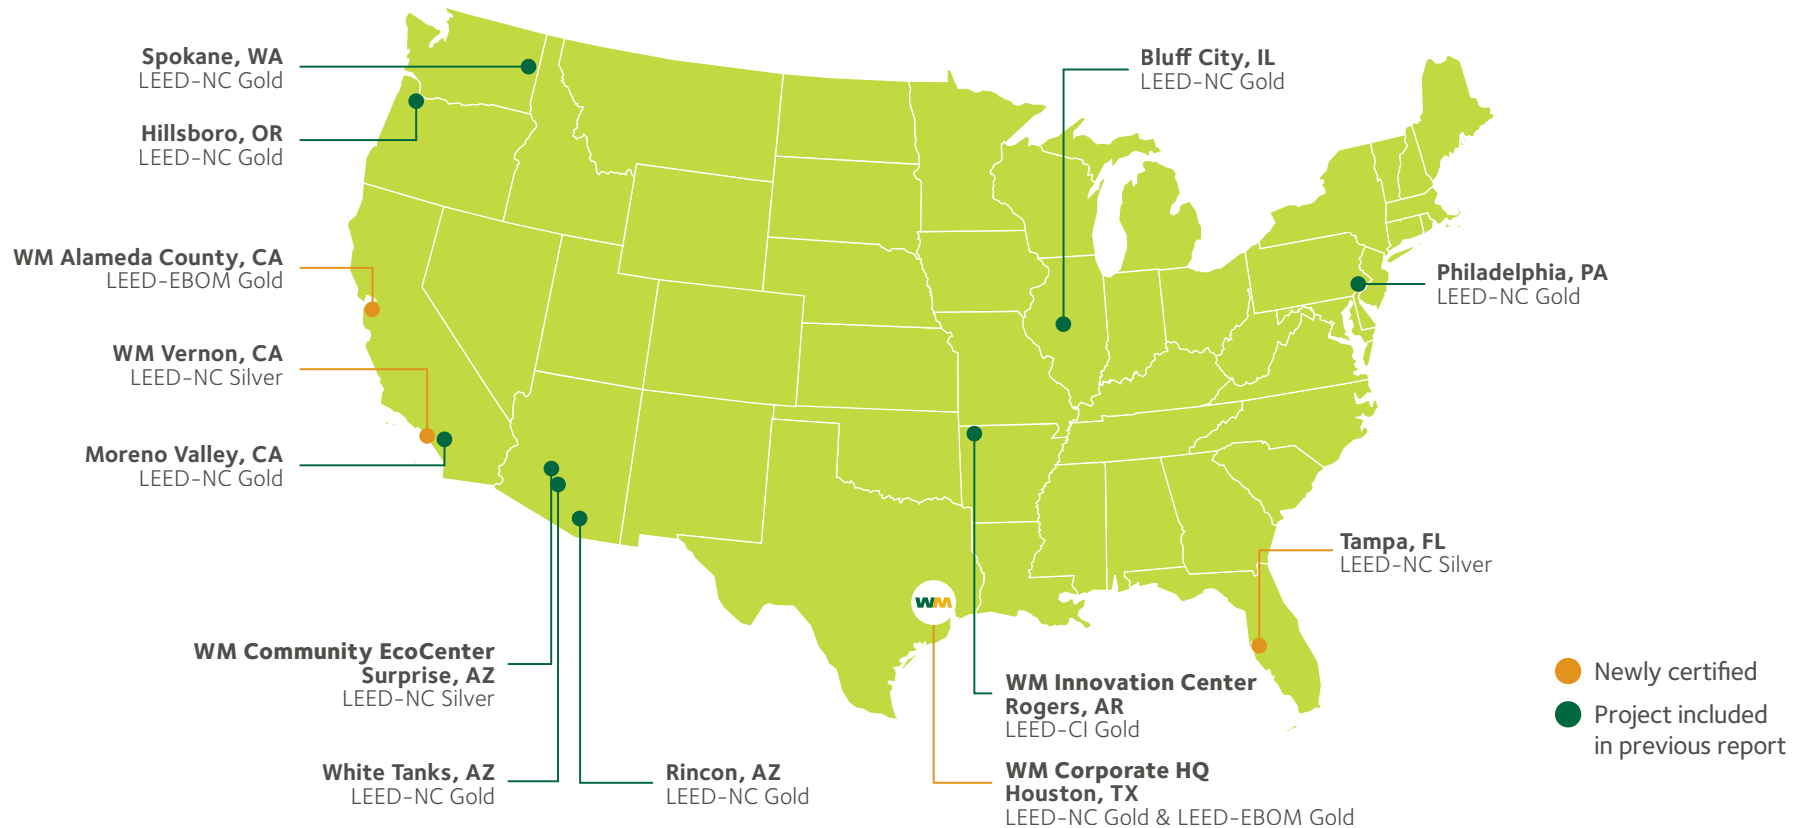 Spokane, WA
LEED-NC Gold
Hillsboro, OR
LEED-NC Gold
WM Alameda County, CA
LEED-EBOM Gold
WM Vernon, CA
LEED-NC Silver
Moreno Valley, CA
LEED-NC Gold
WM Community EcoCenter
Surprise, AZ
LEED-NC Silver
White Tanks, AZ
LEED-NC Gold
Rincon, AZ
LEED-NC Gold
Bluff City, IL
LEED-NC Gold
Philadelphia, PA
LEED-NC Gold
Tampa, FL
LEED-NC Silver
WM
WM Innovation Center
Rogers, AR
LEED-CI Gold
WM Corporate HQ
Houston, TX
LEED-NC Gold & LEED-EBOM Gold
Newly certified
Project included
in previous report